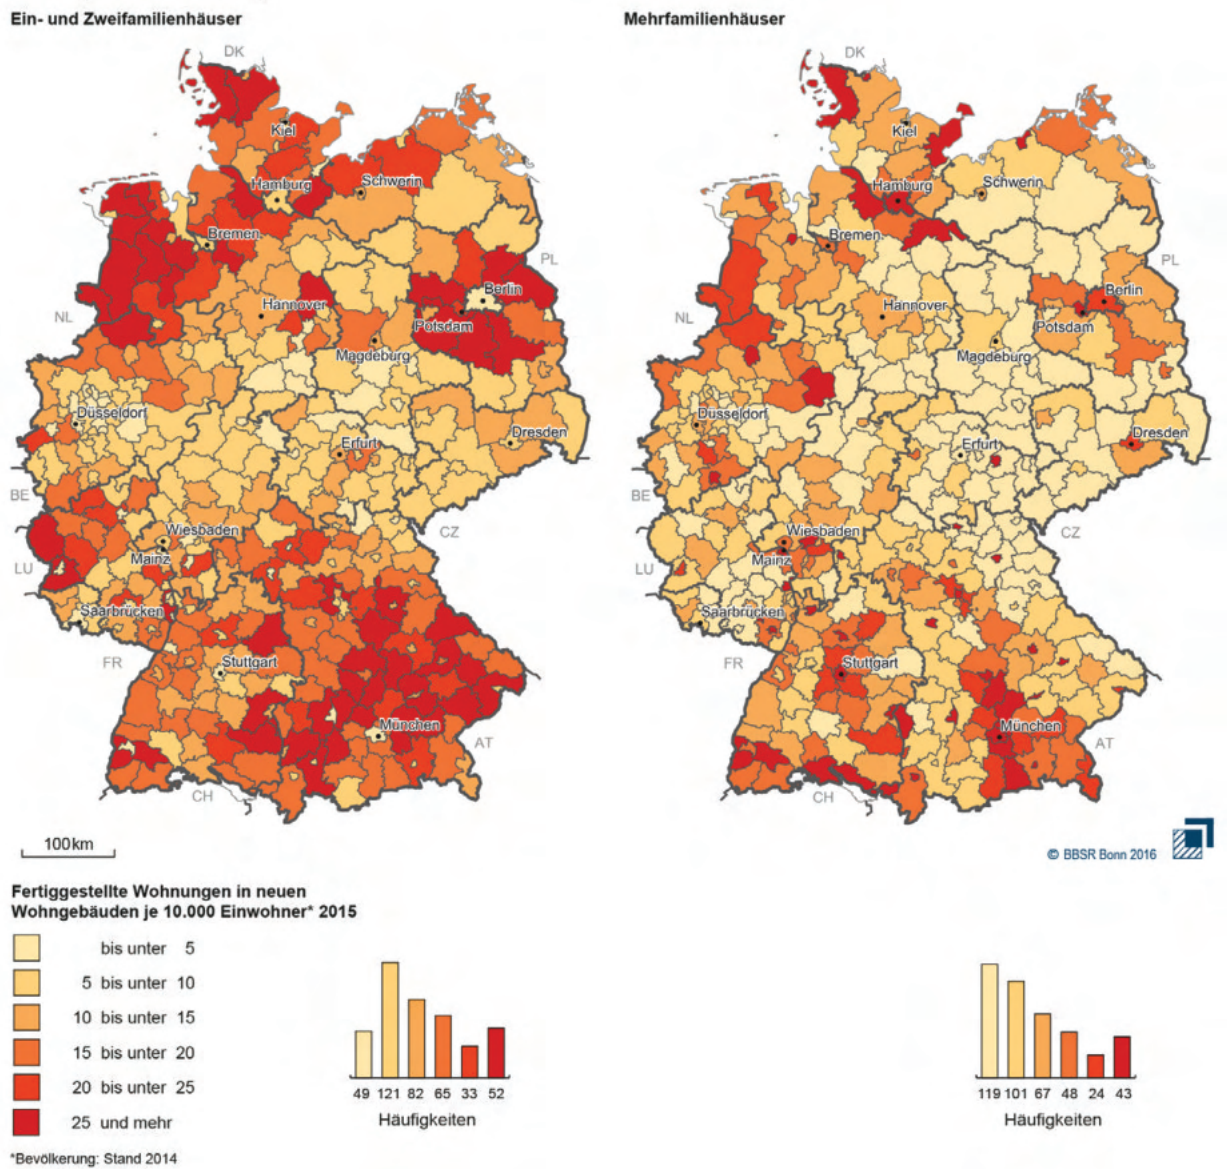 Ein- und Zweifamilienhäuser
DK
Kiel
Hamburg
Schwerin
Bremen
PL
Berlin
Hannover
NL
Potsdam
Magdeburg
Düsseldorf
Dresden
Erfurt
BE
Wiesbaden
CZ
Mainz
LU
Saarbrücken
FR
Stuttgart
München
AT
CH
100km
Mehrfamilienhäuser
DK
Kiel
Hamburg
Schwerin
Bremen
PL
Berlin
Hannover
NL
Potsdam
Magdeburg
Düsseldorf
Dresden
Erfurt
BE
Wiesbaden
CZ
Mainz
LU
Saarbrücken
FR
Stuttgart
München
AT
CH
© BBSR Bonn 2016
Fertiggestellte Wohnungen in neuen
Wohngebäuden je 10.000 Einwohner* 2015
bis unter 5
5 bis unter 10
10 bis unter 15
15 bis unter 20
20 bis unter 25
25 und mehr
49 121 82 65 33 52
Häufigkeiten
119 101 67 48 24 43
Häufigkeiten
*Bevölkerung: Stand 2014